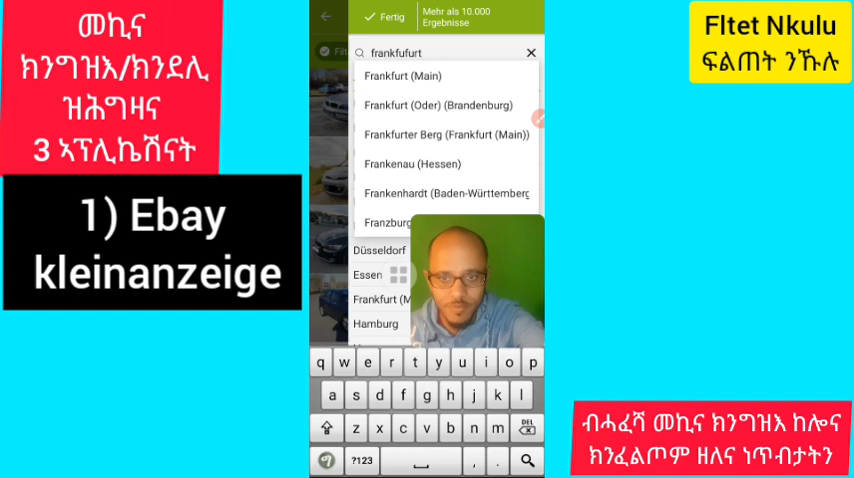 መኪና
ክንግዝእ/ክንደሊ
ዝሕግዛና
3 ኣፕሊኬሽናት
1) Ebay
kleinanzeige
Fltet Nkulu
ፍልጠት ንኹሉ
Fertig
Mehr als 10.000
Ergebnisse
frankfufurt
Frankfurt (Main)
Frankfurt (Oder) (Brandenburg)
Frankfurter Berg (Frankfurt (Main))
Frankenau (Hessen)
Frankenhardt (Baden-Württemberg
Franzburg
Düsseldorf
Essen
Frankfurt (M
Hamburg
q w e r t y u i o p
a s d f g h j k l
z x c v b n m DEL
?123 , .
ብሓፈሻ መኪና ክንግዝእ ከሎና
ክንፈልጦም ዘለና ነጥብታትን